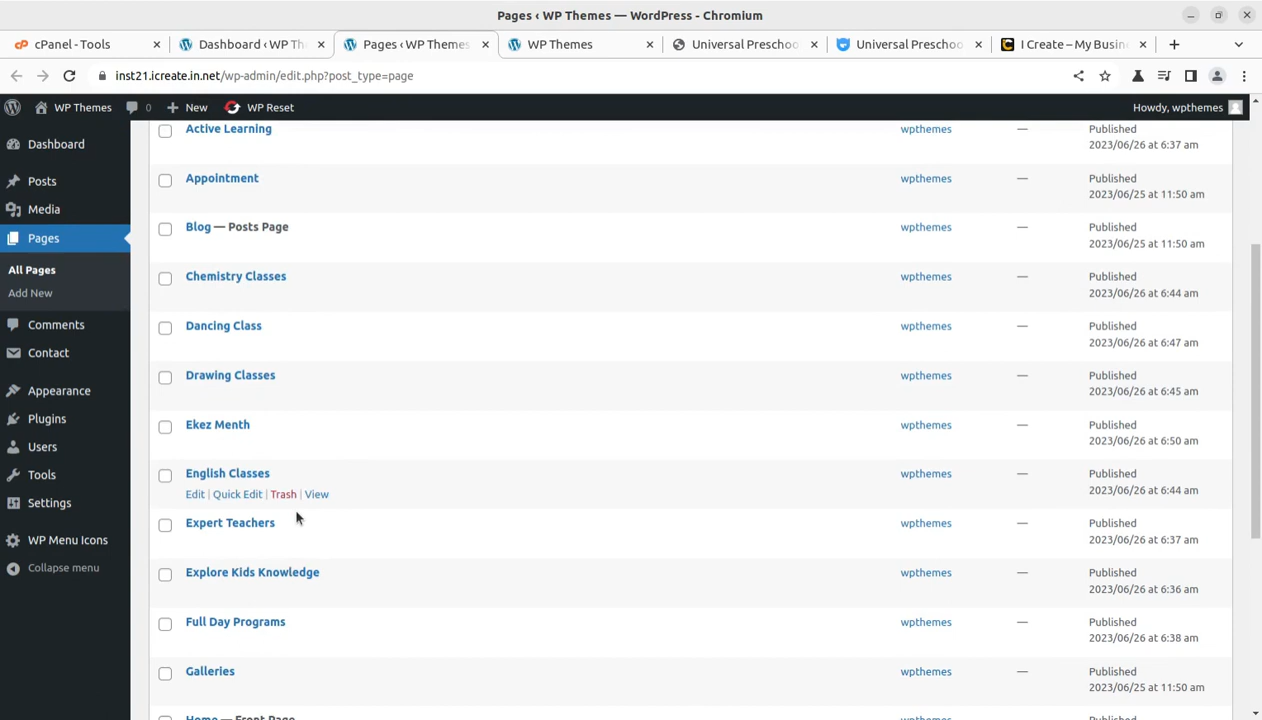 Pages ‹ WP Themes — WordPress - Chromium
cPanel - Tools
Dashboard ‹ WP Th
Pages ‹ WP Themes
WP Themes
Universal Preschoo
Universal Preschoo
I Create – My Busin
inst21.icreate.in.net/wp-admin/edit.php?post_type=page
WP Themes
0
New
WP Reset
Howdy, wpthemes
Dashboard
Posts
Media
Pages
All Pages
Add New
Comments
Contact
Appearance
Plugins
Users
Tools
Settings
WP Menu Icons
Collapse menu
Active Learning
wpthemes
—
Published
2023/06/26 at 6:37 am
Appointment
wpthemes
—
Published
2023/06/25 at 11:50 am
Blog — Posts Page
wpthemes
—
Published
2023/06/25 at 11:50 am
Chemistry Classes
wpthemes
—
Published
2023/06/26 at 6:44 am
Dancing Class
wpthemes
—
Published
2023/06/26 at 6:47 am
Drawing Classes
wpthemes
—
Published
2023/06/26 at 6:45 am
Ekez Menth
wpthemes
—
Published
2023/06/26 at 6:50 am
English Classes
Edit | Quick Edit | Trash | View
wpthemes
—
Published
2023/06/26 at 6:44 am
Expert Teachers
wpthemes
—
Published
2023/06/26 at 6:37 am
Explore Kids Knowledge
wpthemes
—
Published
2023/06/26 at 6:36 am
Full Day Programs
wpthemes
—
Published
2023/06/26 at 6:38 am
Galleries
wpthemes
—
Published
2023/06/25 at 11:50 am
Home — Front Page